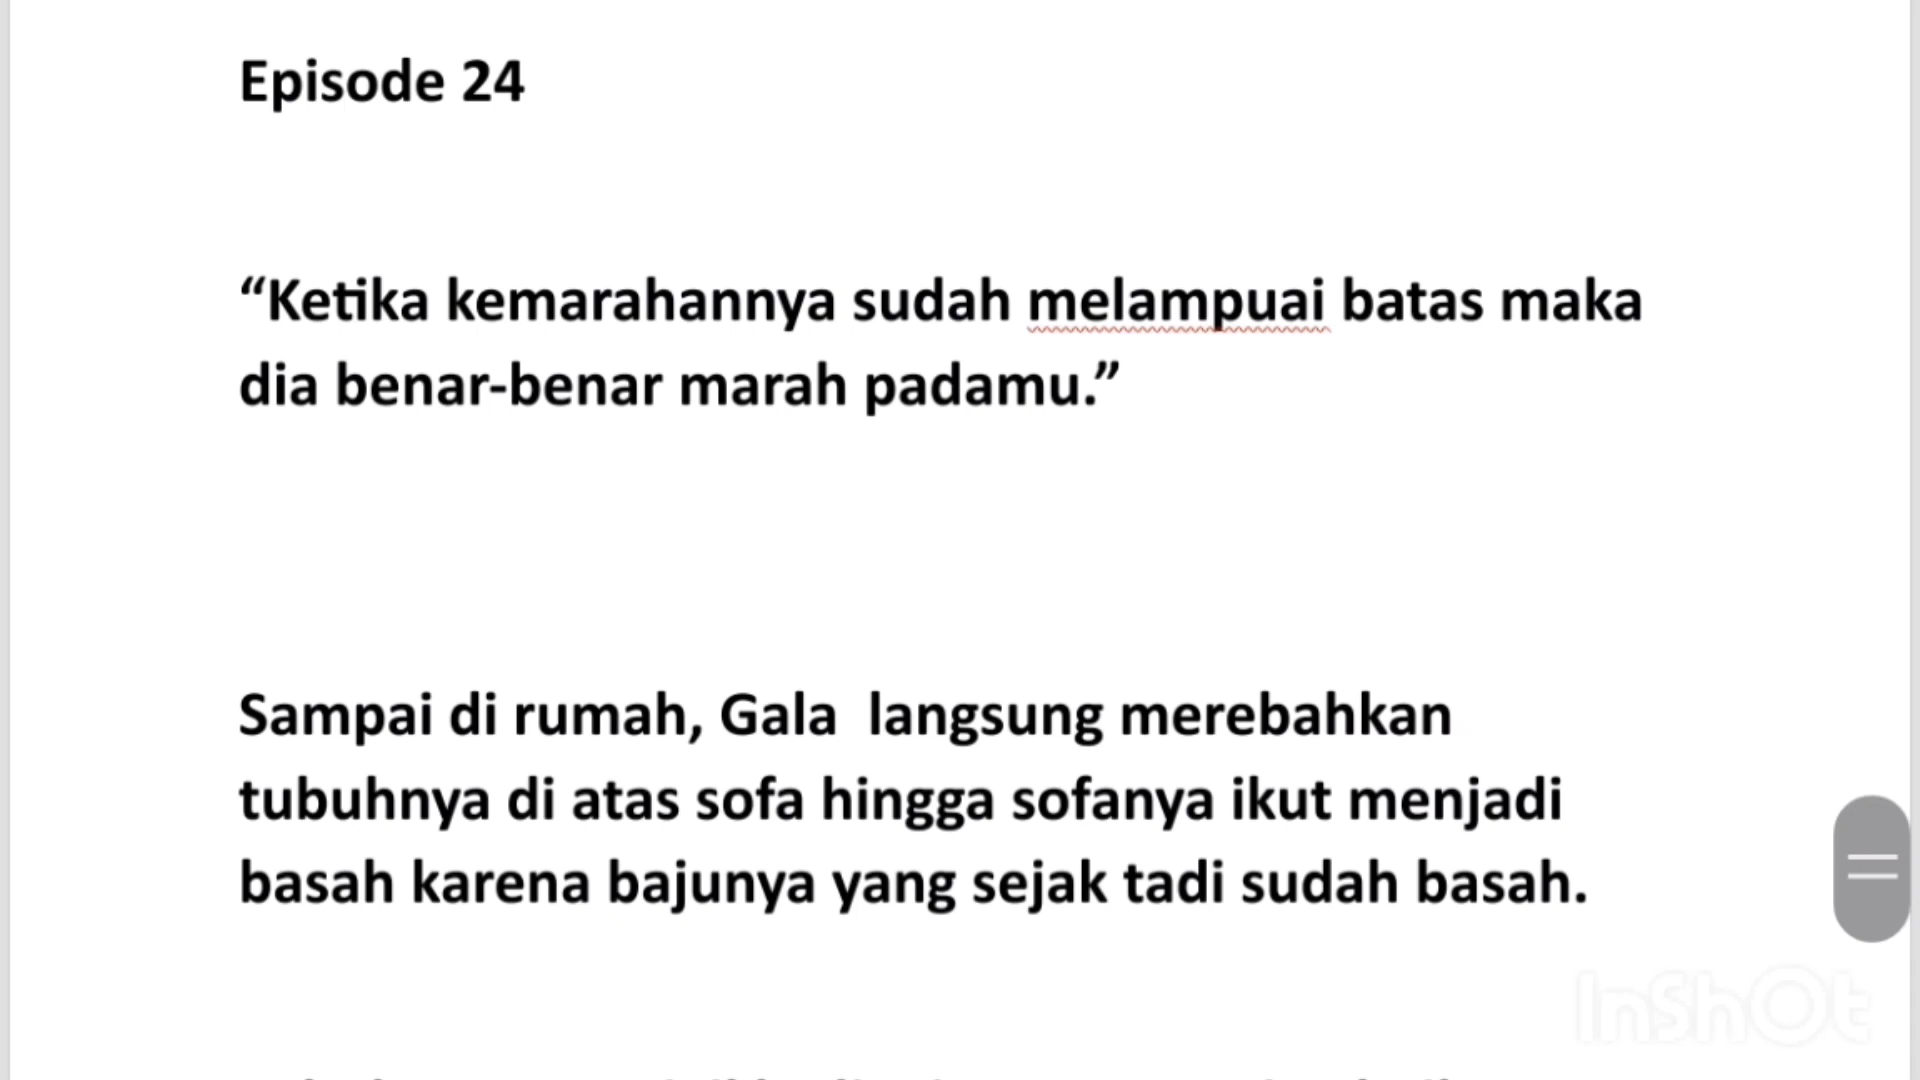 Episode 24
“Ketika kemarahannya sudah melampuai batas maka
dia benar-benar marah padamu.”
Sampai di rumah, Gala  langsung merebahkan
tubuhnya di atas sofa hingga sofanya ikut menjadi
basah karena bajunya yang sejak tadi sudah basah.
InShOt